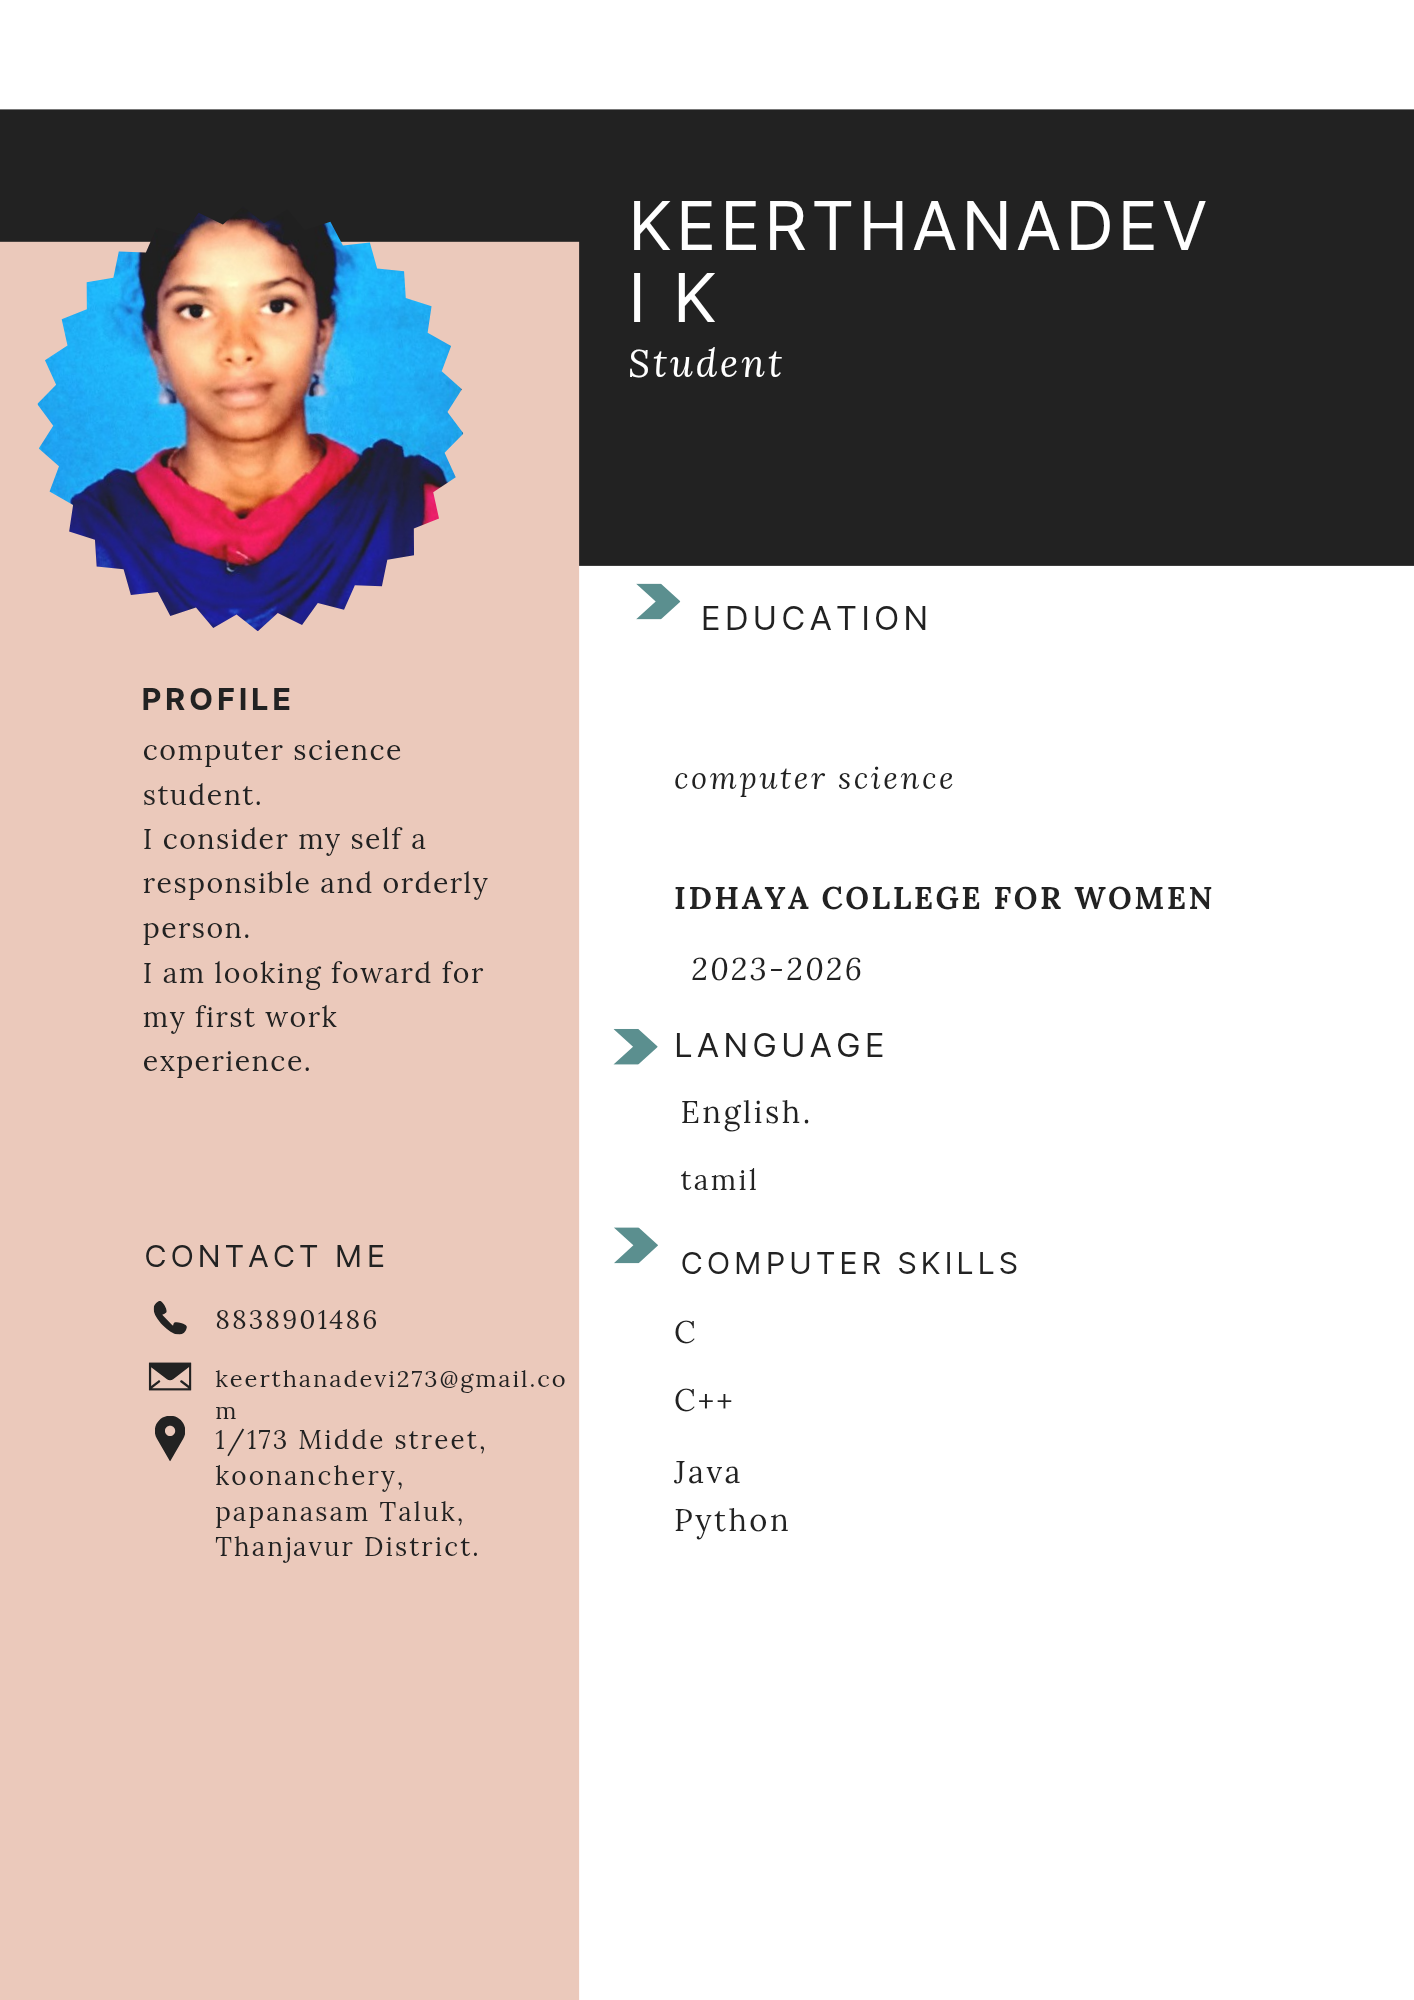 KEERTHANADEV
I K
Student
PROFILE
computer science
student.
I consider my self a
responsible and orderly
person.
I am looking foward for
my first work
experience.
CONTACT ME
8838901486
keerthanadevi273@gmail.co
m
1/173 Midde street,
koonanchery,
papanasam Taluk,
Thanjavur District.
EDUCATION
computer science
IDHAYA COLLEGE FOR WOMEN
2023-2026
LANGUAGE
English.
tamil
COMPUTER SKILLS
C
C++
Java
Python